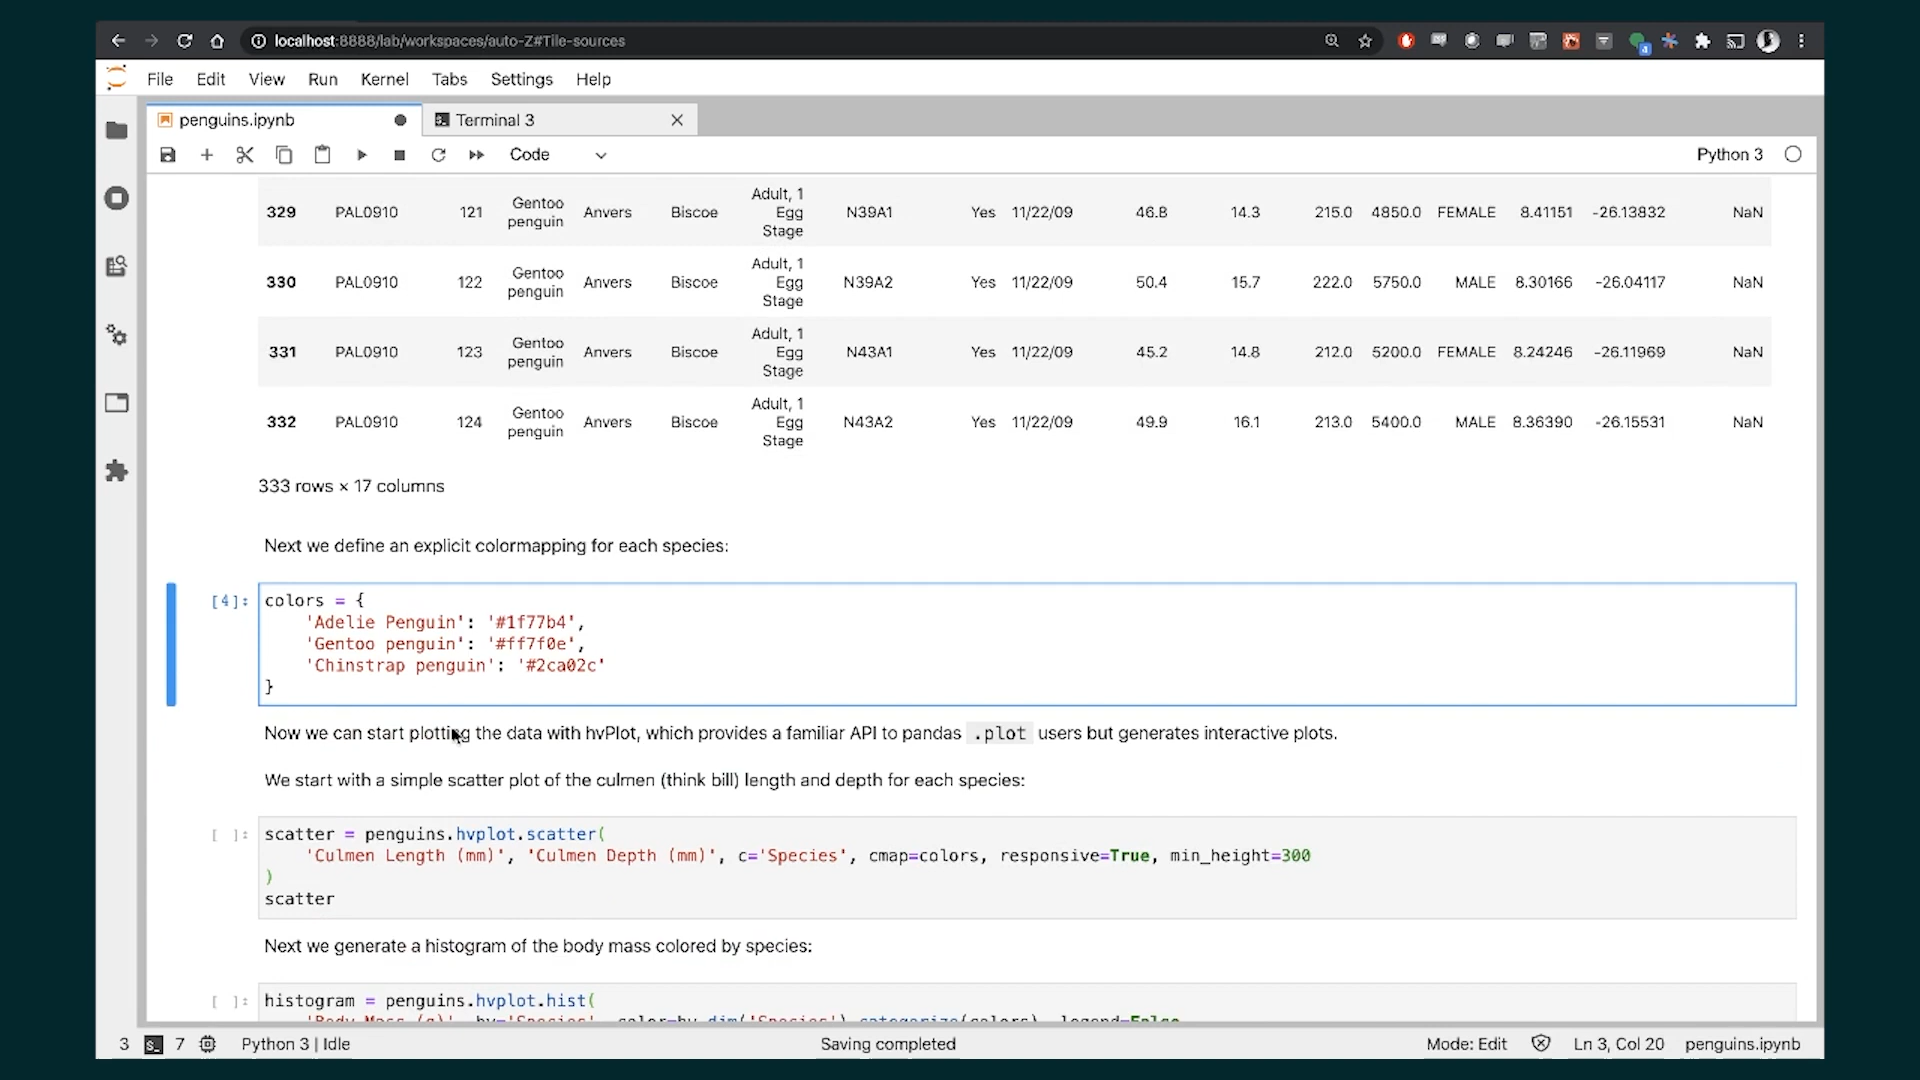 localhost:8888/lab/workspaces/auto-Z#Tile-sources
File Edit View Run Kernel Tabs Settings Help
penguins.ipynb Terminal 3
Code Python 3
329 PAL0910 121 Gentoo penguin Anvers Biscoe Adult, 1 Egg Stage N39A1 Yes 11/22/09 46.8 14.3 215.0 4850.0 FEMALE 8.41151 -26.13832 NaN
330 PAL0910 122 Gentoo penguin Anvers Biscoe Adult, 1 Egg Stage N39A2 Yes 11/22/09 50.4 15.7 222.0 5750.0 MALE 8.30166 -26.04117 NaN
331 PAL0910 123 Gentoo penguin Anvers Biscoe Adult, 1 Egg Stage N43A1 Yes 11/22/09 45.2 14.8 212.0 5200.0 FEMALE 8.24246 -26.11969 NaN
332 PAL0910 124 Gentoo penguin Anvers Biscoe Adult, 1 Egg Stage N43A2 Yes 11/22/09 49.9 16.1 213.0 5400.0 MALE 8.36390 -26.15531 NaN
333 rows × 17 columns
Next we define an explicit colormapping for each species:
[4]: colors = {
'Adelie Penguin': '#1f77b4',
'Gentoo penguin': '#ff7f0e',
'Chinstrap penguin': '#2ca02c'
}
Now we can start plotting the data with hvPlot, which provides a familiar API to pandas .plot users but generates interactive plots.
We start with a simple scatter plot of the culmen (think bill) length and depth for each species:
[ ]: scatter = penguins.hvplot.scatter(
'Culmen Length (mm)', 'Culmen Depth (mm)', c='Species', cmap=colors, responsive=True, min_height=300
)
scatter
Next we generate a histogram of the body mass colored by species:
[ ]: histogram = penguins.hvplot.hist(
'Body Mass (g)', by='Species', color=hv.dim('Species').categorize(colors), legend=False,
3 7 Python 3 | Idle Saving completed Mode: Edit Ln 3, Col 20 penguins.ipynb